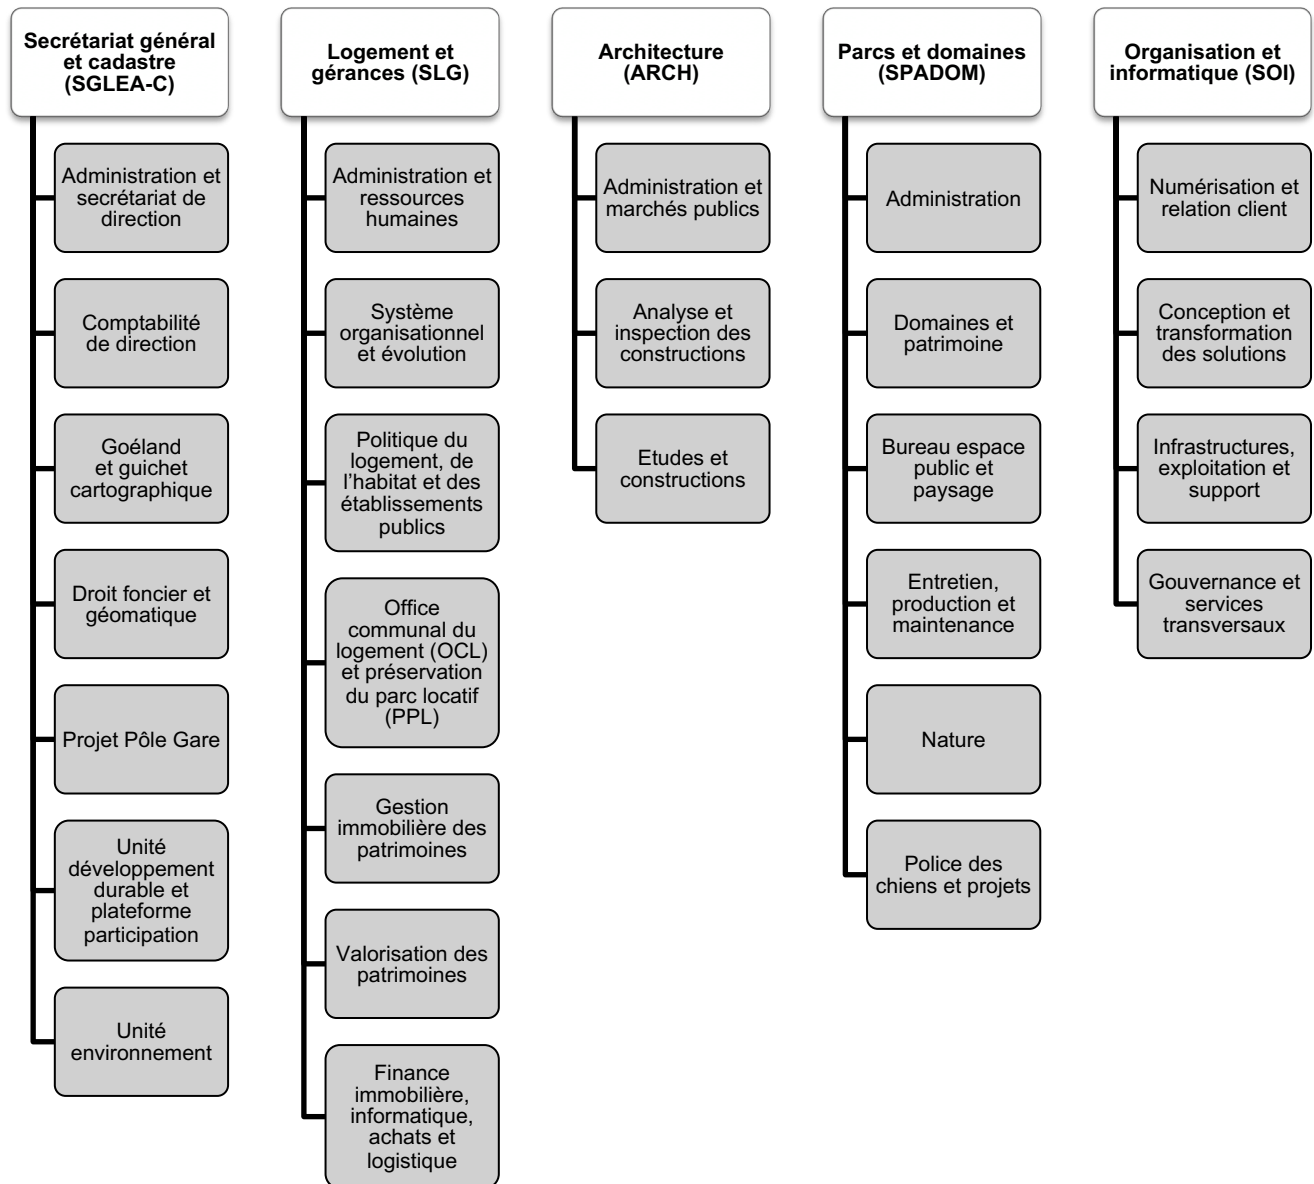 Secrétariat général
et cadastre
(SGLEA-C)
Administration et
secrétariat de
direction
Comptabilité
de direction
Goéland
et guichet
cartographique
Droit foncier et
géomatique
Projet Pôle Gare
Unité
développement
durable et
plateforme
participation
Unité
environnement
Logement et
gérances (SLG)
Administration et
ressources
humaines
Système
organisationnel
et évolution
Politique du
logement, de
l’habitat et des
établissements
publics
Office
communal du
logement (OCL)
et préservation
du parc locatif
(PPL)
Gestion
immobilière des
patrimoines
Valorisation des
patrimoines
Finance
immobilière,
informatique,
achats et
logistique
Architecture
(ARCH)
Administration et
marchés publics
Analyse et
inspection des
constructions
Etudes et
constructions
Parcs et domaines
(SPADOM)
Administration
Domaines et
patrimoine
Bureau espace
public et
paysage
Entretien,
production et
maintenance
Nature
Police des
chiens et projets
Organisation et
informatique (SOI)
Numérisation et
relation client
Conception et
transformation
des solutions
Infrastructures,
exploitation et
support
Gouvernance et
services
transversaux